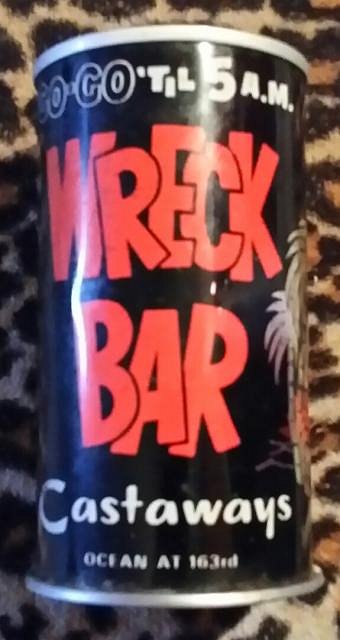 GO-GO 'TIL 5 A.M.
WRECK
BAR
Castaways
OCEAN AT 163rd